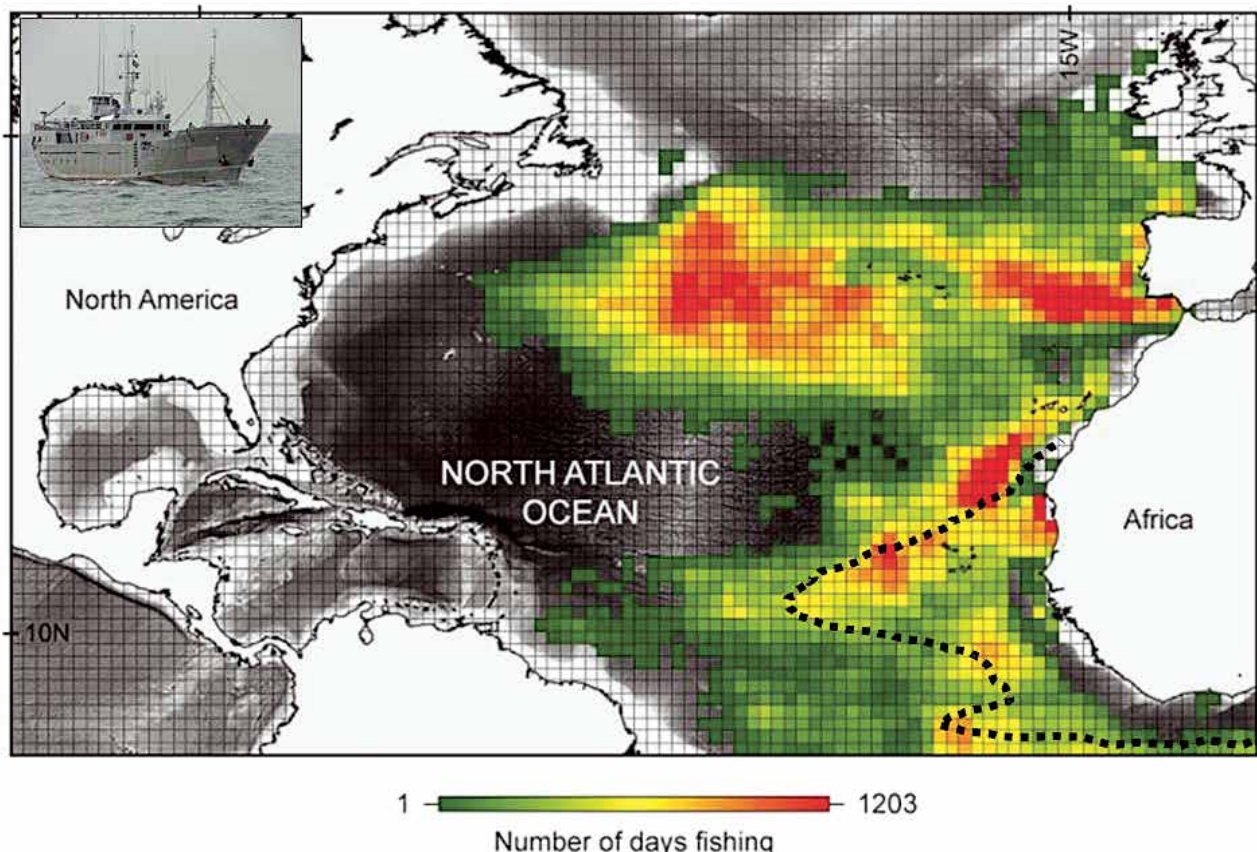 15W
North America
NORTH ATLANTIC
OCEAN
Africa
10N
1
1203
Number of days fishing